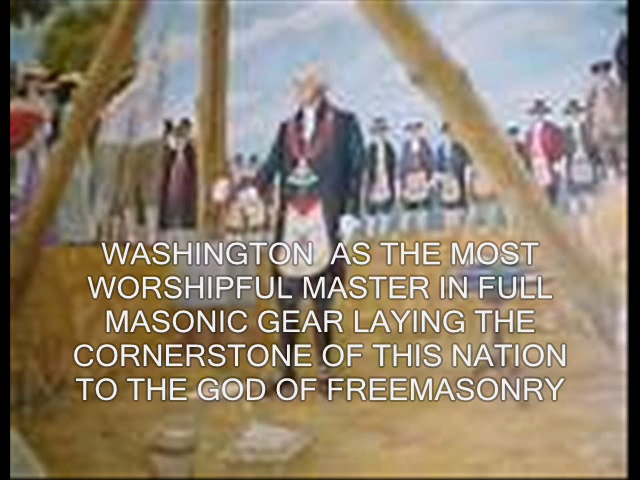 WASHINGTON  AS THE MOST
WORSHIPFUL MASTER IN FULL
MASONIC GEAR LAYING THE
CORNERSTONE OF THIS NATION
TO THE GOD OF FREEMASONRY